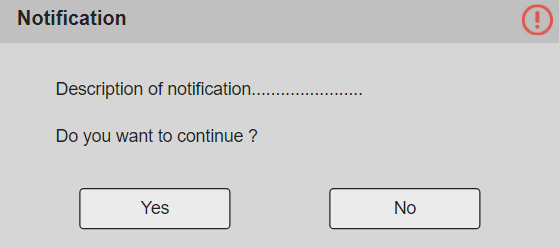 Notification
Description of notification.......................
Do you want to continue ?
Yes
No